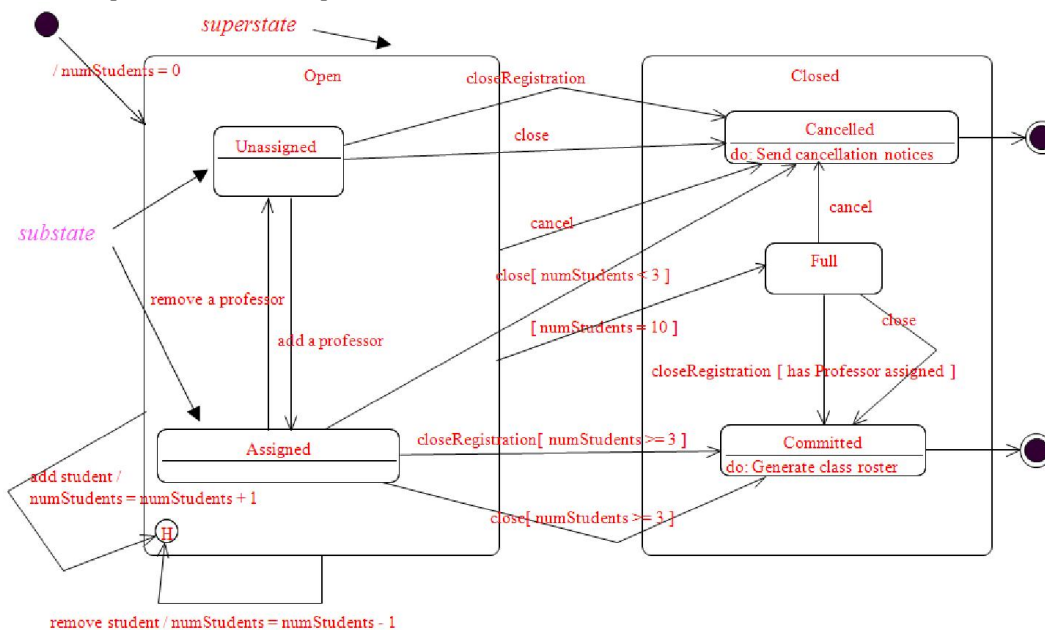 superstate
/ numStudents = 0
Open
closeRegistration
Closed
Unassigned
close
Cancelled
do: Send cancellation notices
substate
cancel
cancel
close[ numStudents < 3 ]
Full
remove a professor
[ numStudents = 10 ]
close
add a professor
closeRegistration [ has Professor assigned ]
Assigned
closeRegistration[ numStudents >= 3 ]
Committed
do: Generate class roster
add student /
numStudents = numStudents + 1
close[ numStudents >= 3 ]
H
remove student / numStudents = numStudents - 1